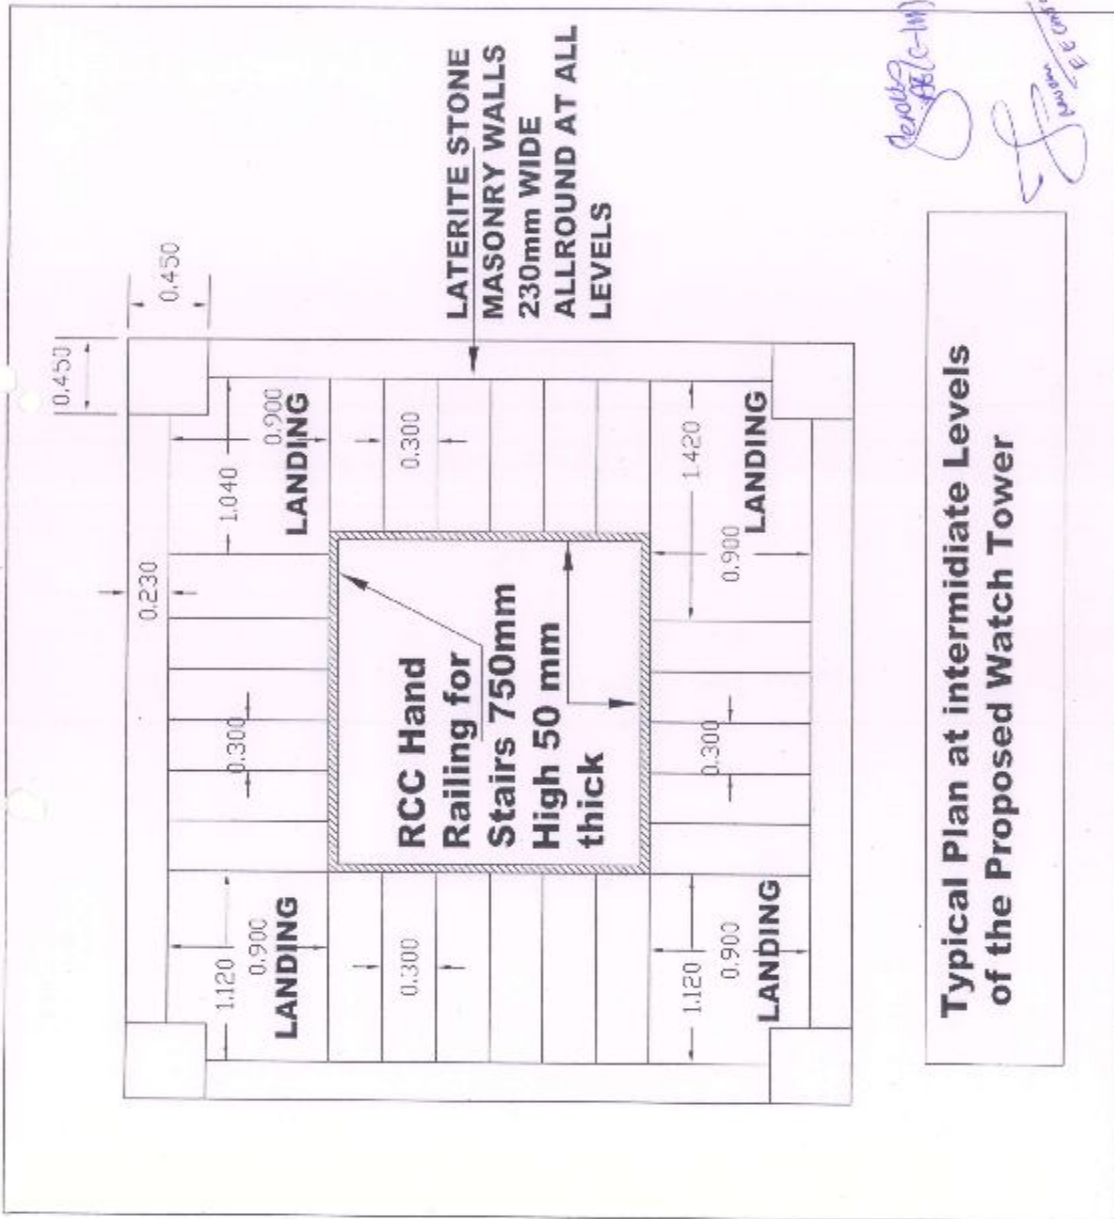 0.450
0.450
0.230
1.040
0.900
LANDING
0.300
1.420
0.900
LANDING
LATERITE STONE
MASONRY WALLS
230mm WIDE
ALLROUND AT ALL
LEVELS
0.300
RCC Hand
Railing for
Stairs 750mm
High 50 mm
thick
0.300
1.120
0.900
LANDING
0.300
1.120
0.900
LANDING
Typical Plan at intermidiate Levels
of the Proposed Watch Tower